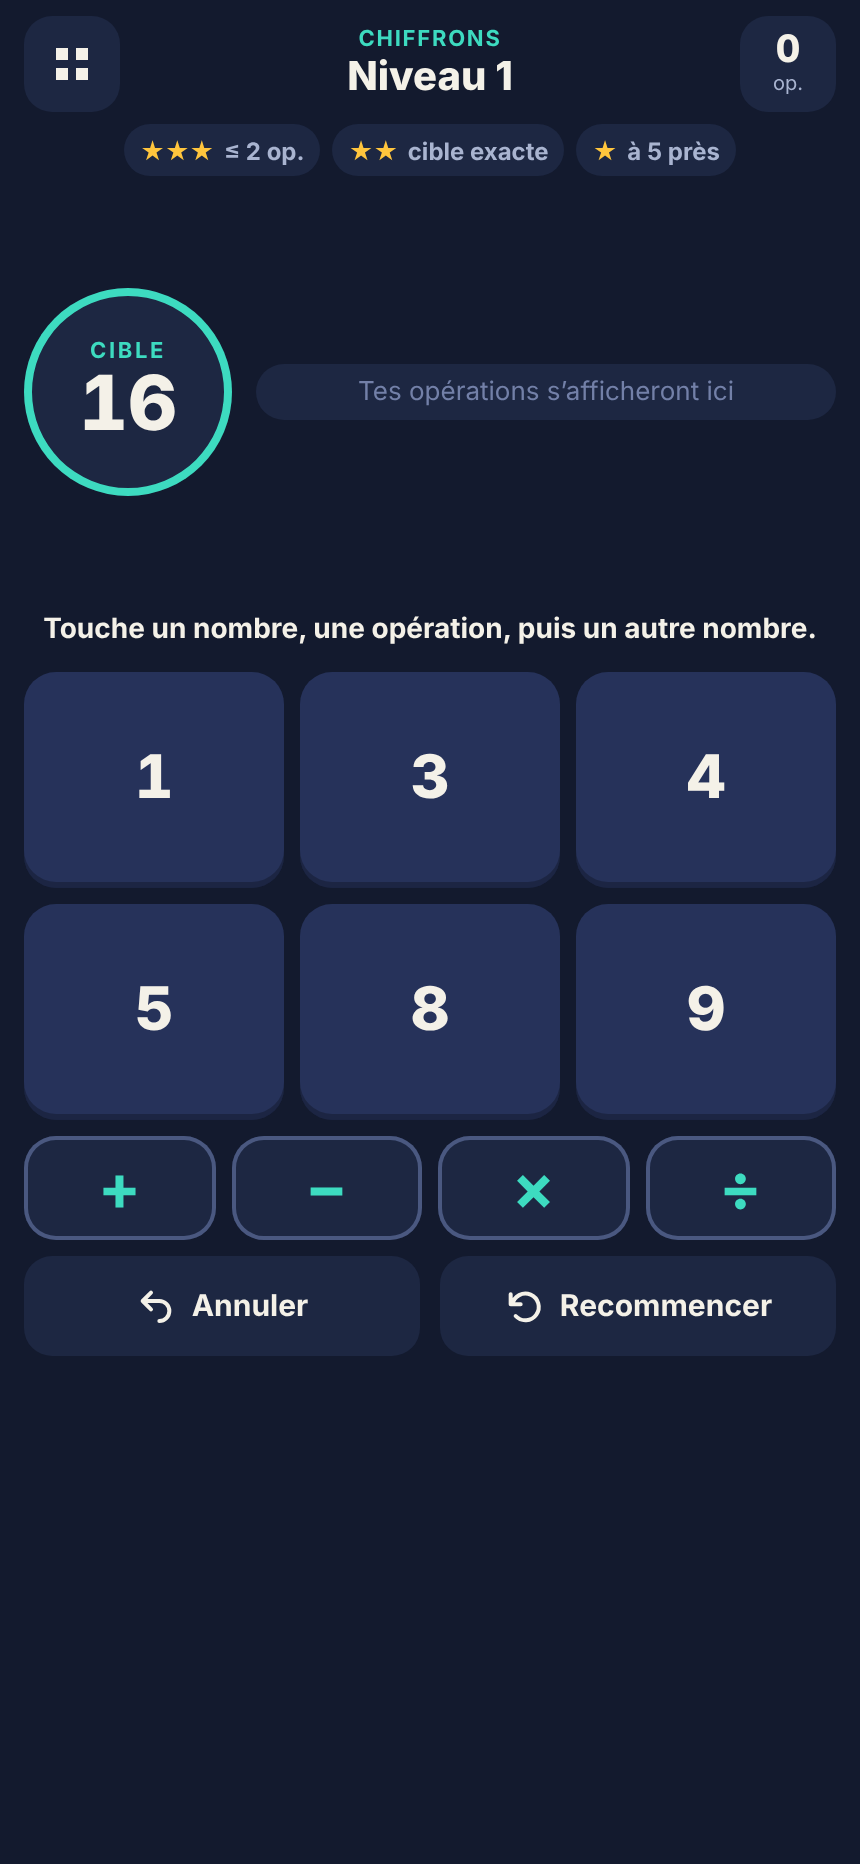 CHIFFRONS
Niveau 1
0
op.
★★★ ≤ 2 op.
★★ cible exacte
★ à 5 près
CIBLE
16
Tes opérations s’afficheront ici
Touche un nombre, une opération, puis un autre nombre.
1 3 4
5 8 9
+ − × ÷
Annuler Recommencer